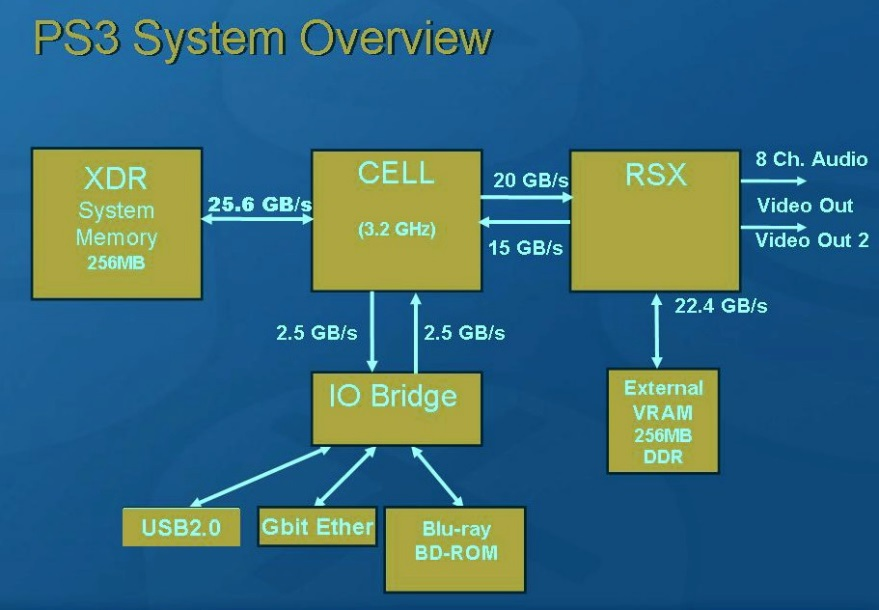 PS3 System Overview
XDR
System
Memory
256MB
25.6 GB/s
CELL
(3.2 GHz)
20 GB/s
15 GB/s
RSX
8 Ch. Audio
Video Out
Video Out 2
2.5 GB/s
2.5 GB/s
22.4 GB/s
IO Bridge
External
VRAM
256MB
DDR
USB2.0
Gbit Ether
Blu-ray
BD-ROM